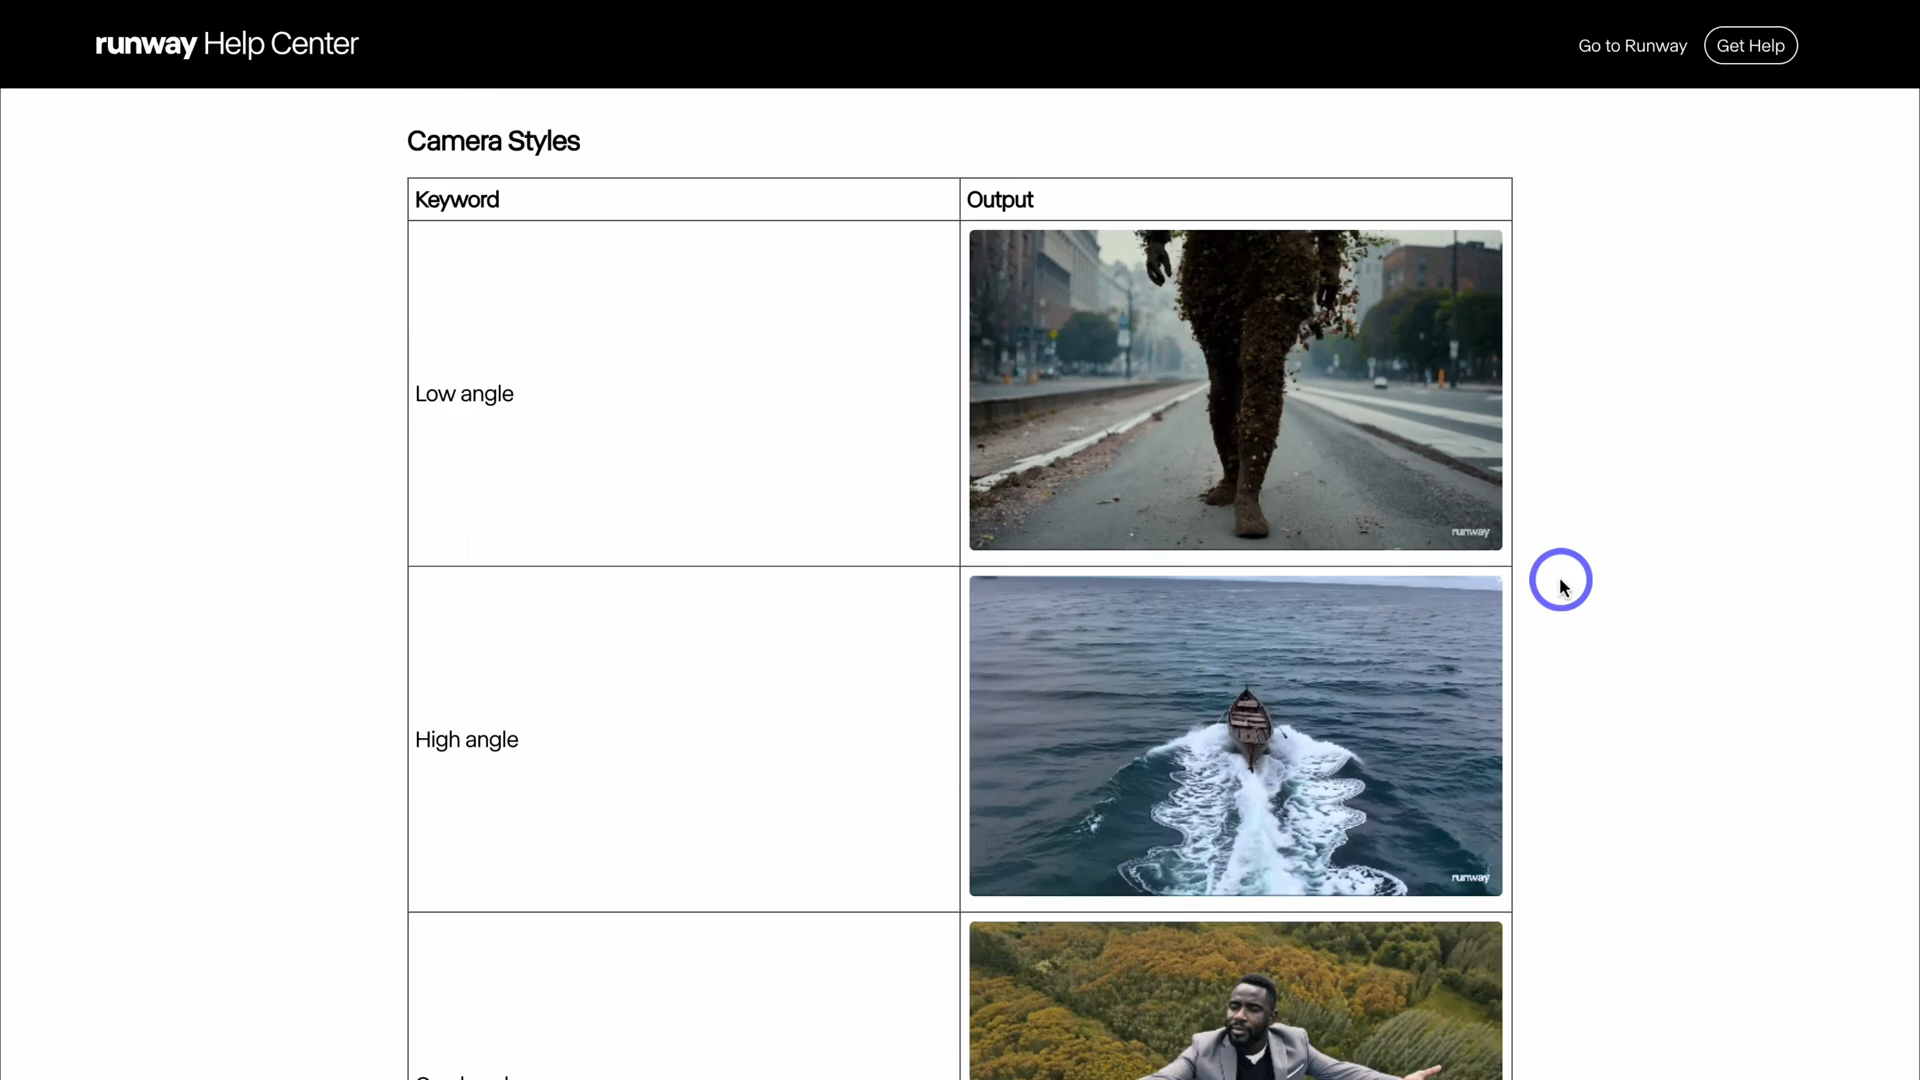 runway Help Center
Go to Runway
Get Help
Camera Styles
Keyword
Output
Low angle
runway
High angle
runway